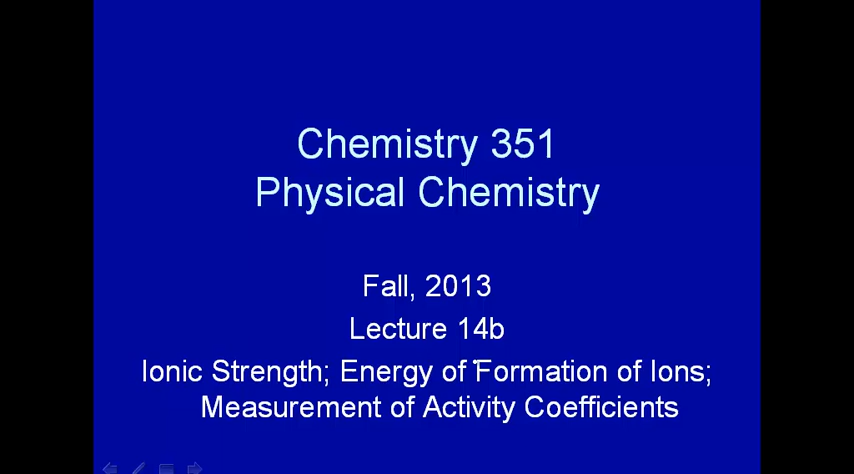 Chemistry 351
Physical Chemistry
Fall, 2013
Lecture 14b
Ionic Strength; Energy of Formation of Ions;
Measurement of Activity Coefficients